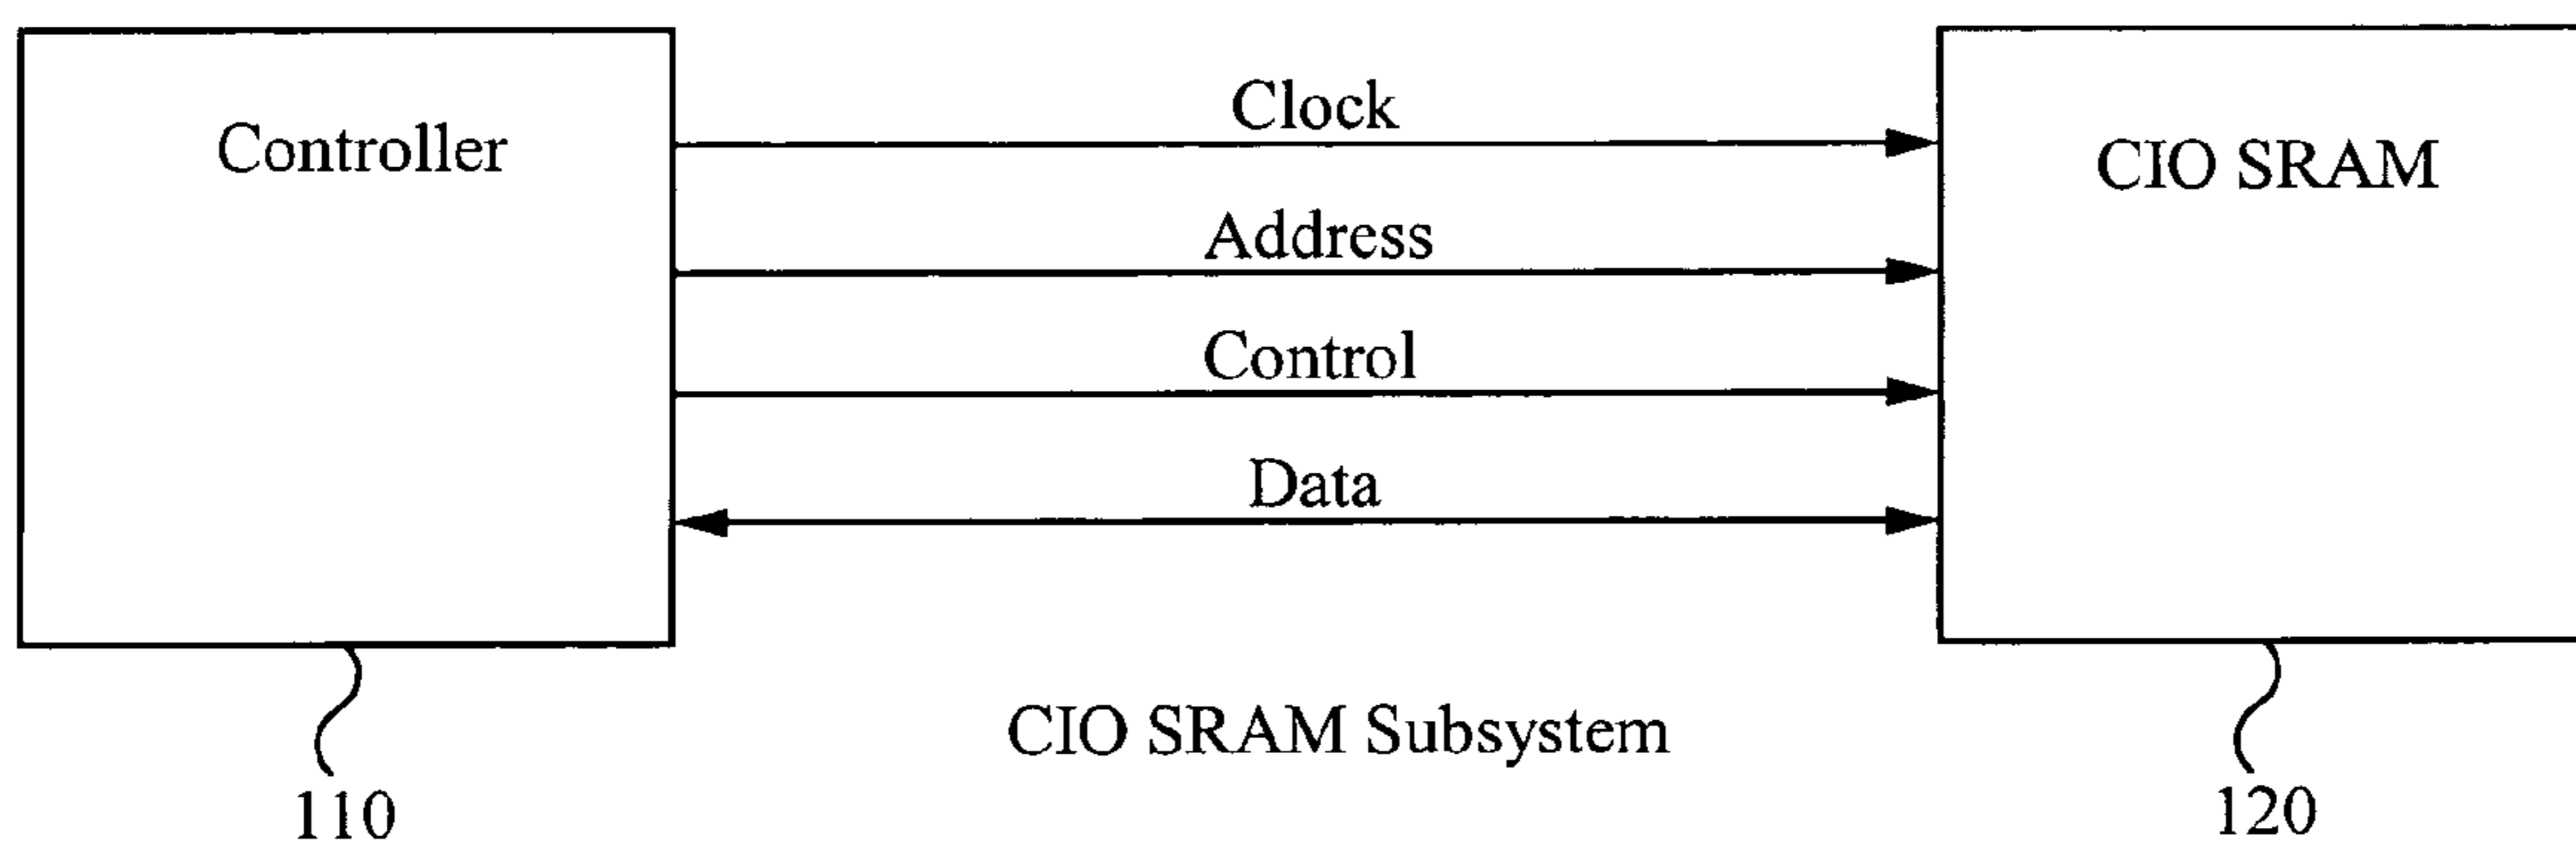 Controller
Clock
Address
Control
Data
CIO SRAM
CIO SRAM Subsystem
110
120